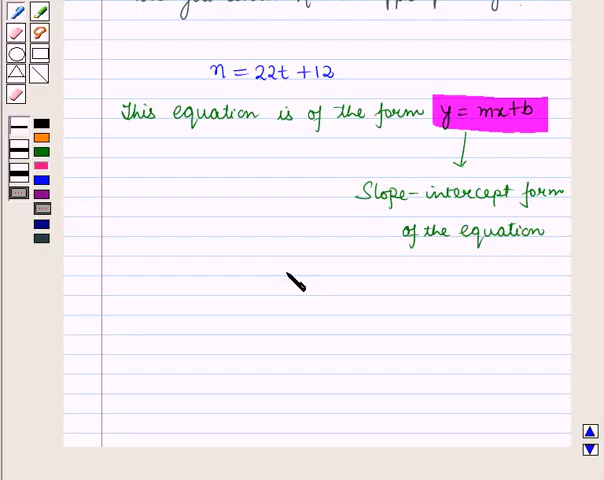 n = 22t + 12
This equation is of the form y = mx+b
Slope-intercept form
of the equation